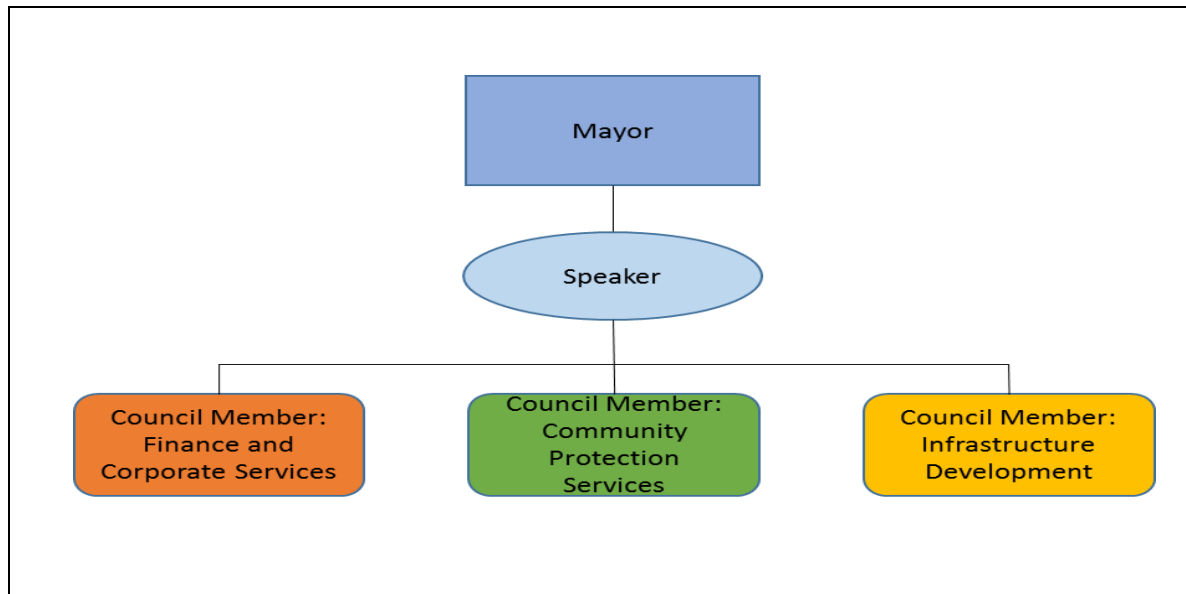 Mayor
Speaker
Council Member:
Finance and
Corporate Services
Council Member:
Community
Protection
Services
Council Member:
Infrastructure
Development